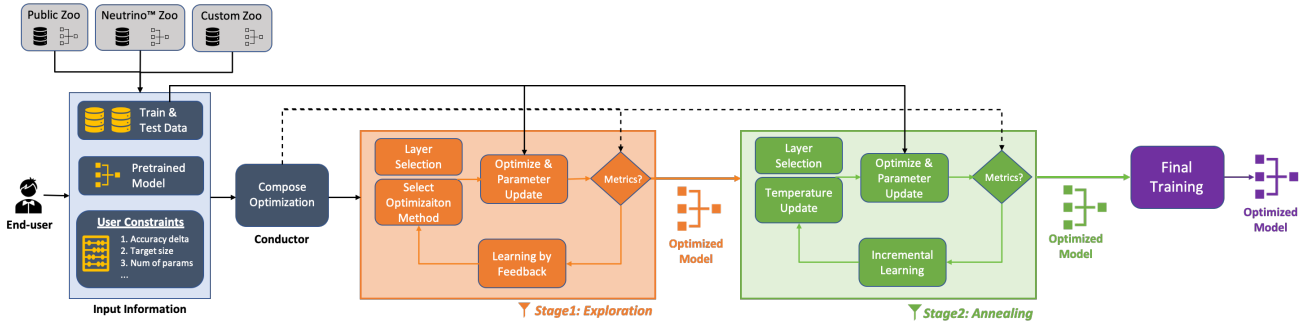 Public Zoo
Neutrino™ Zoo
Custom Zoo
Train &
Test Data
Pretrained
Model
User Constraints
1. Accuracy delta
2. Target size
3. Num of params
...
Input Information
End-user
Compose
Optimization
Conductor
Layer
Selection
Select
Optimizaiton
Method
Optimize &
Parameter
Update
Metrics?
Learning by
Feedback
Stage1: Exploration
Optimized
Model
Layer
Selection
Temperature
Update
Optimize &
Parameter
Update
Metrics?
Incremental
Learning
Stage2: Annealing
Optimized
Model
Final
Training
Optimized
Model